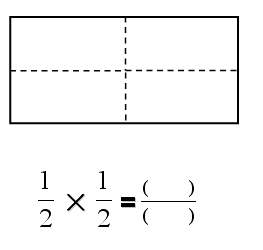 1/2 × 1/2 = (  )/(  )